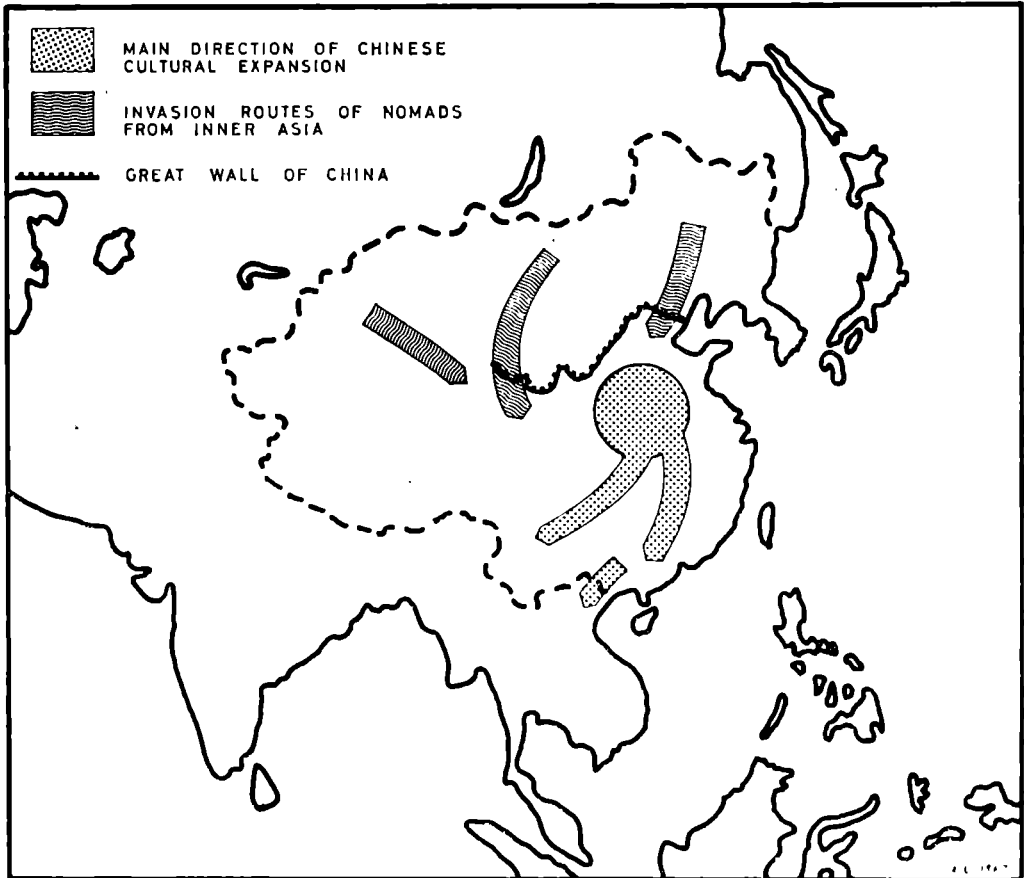 MAIN DIRECTION OF CHINESE
CULTURAL EXPANSION
INVASION ROUTES OF NOMADS
FROM INNER ASIA
GREAT WALL OF CHINA